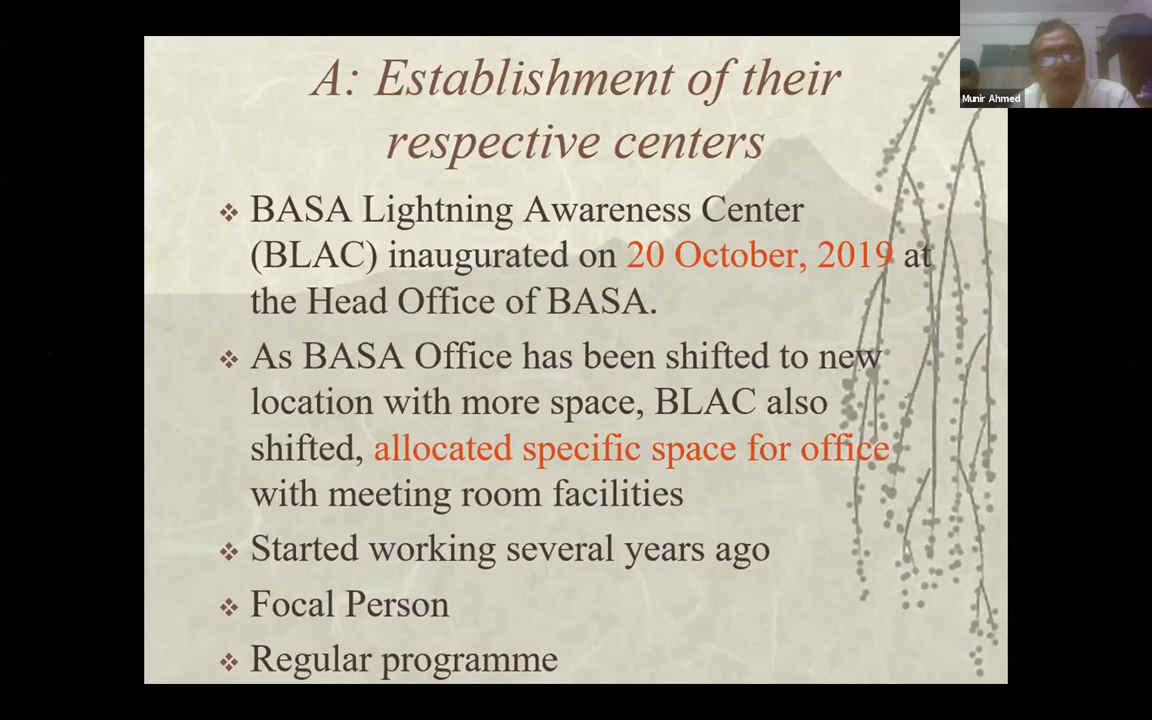 A: Establishment of their
respective centers
BASA Lightning Awareness Center
(BLAC) inaugurated on 20 October, 2019 at
the Head Office of BASA.
As BASA Office has been shifted to new
location with more space, BLAC also
shifted, allocated specific space for office
with meeting room facilities
Started working several years ago
Focal Person
Regular programme
Munir Ahmed